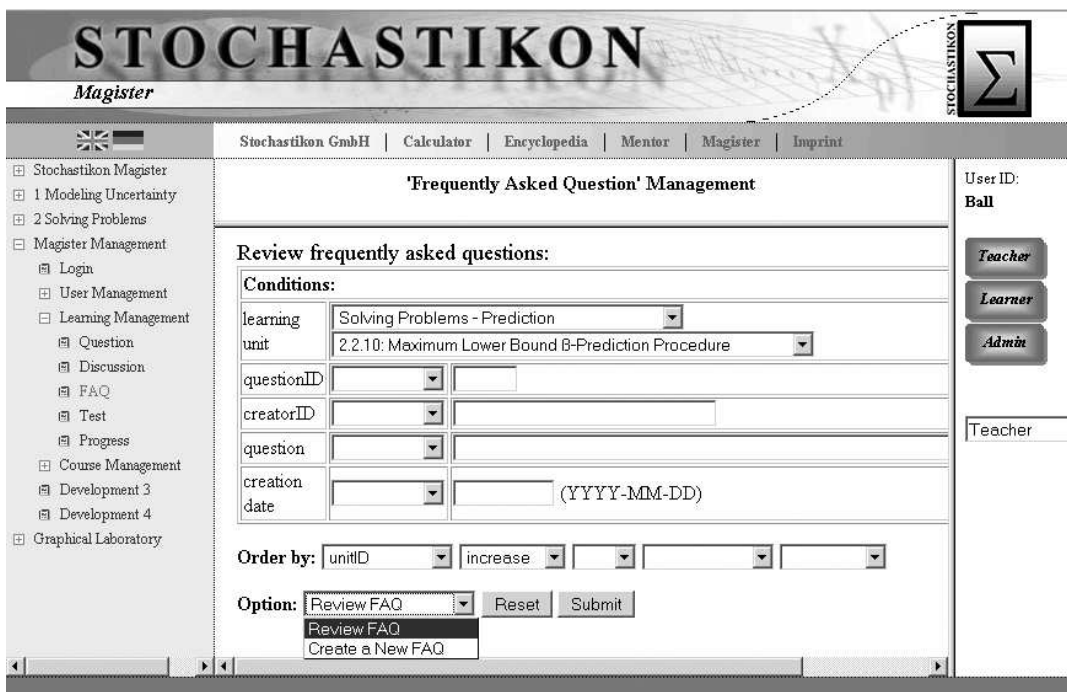 STOCHASTIKON
Magister
STOCHASTIKON
Σ
Stochastikon GmbH | Calculator | Encyclopedia | Mentor | Magister | Imprint
Stochastikon Magister
1 Modeling Uncertainty
2 Solving Problems
Magister Management
Login
User Management
Learning Management
Question
Discussion
FAQ
Test
Progress
Course Management
Development 3
Development 4
Graphical Laboratory
'Frequently Asked Question' Management
Review frequently asked questions:
Conditions:
learning
unit
Solving Problems - Prediction
2.2.10: Maximum Lower Bound β-Prediction Procedure
questionID
creatorID
question
creation
date
(YYYY-MM-DD)
Order by: unitID increase
Option: Review FAQ Reset Submit
Review FAQ
Create a New FAQ
User ID:
Ball
Teacher
Learner
Admin
Teacher